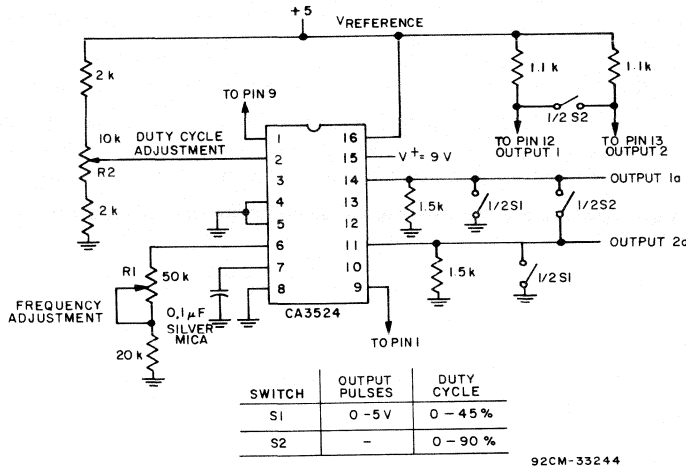 +5
VREFERENCE
2 k
1.1 k
1.1k
TO PIN 9
1/2 S2
10k
DUTY CYCLE
ADJUSTMENT
R2
TO PIN 12
OUTPUT 1
TO PIN 13
OUTPUT 2
1
2
3
4
5
6
7
8
16
15
14
13
12
11
10
9
V+= 9 V
OUTPUT 1a
2 k
1.5k
1/2S1
1/2S2
OUTPUT 2a
R1
50k
1.5k
1/2S1
FREQUENCY
ADJUSTMENT
0.1µF
SILVER
MICA
CA3524
20k
TO PIN 1
SWITCH OUTPUT PULSES DUTY CYCLE
S1 0-5V 0-45%
S2 - 0-90%
92CM-33244